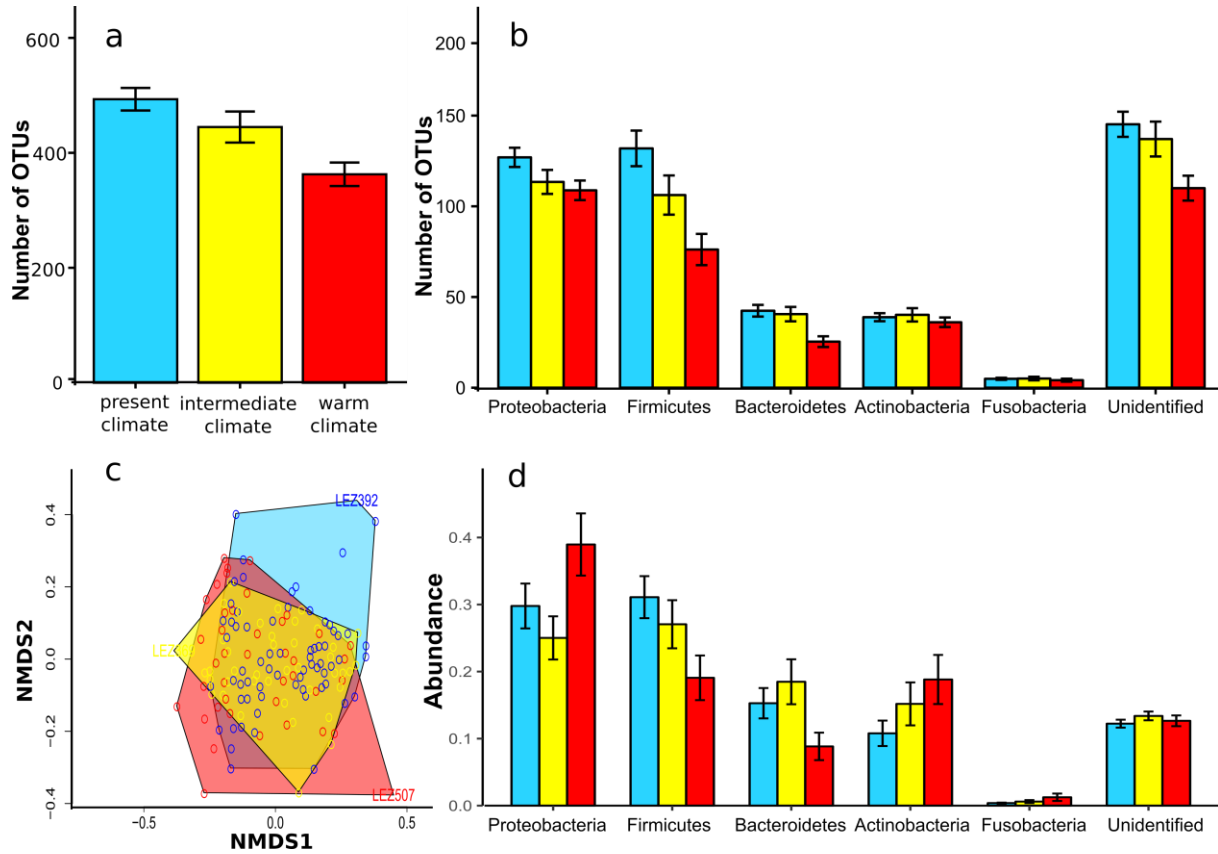 a
Number of OTUs
600
400
200
0
present climate
intermediate climate
warm climate
b
Number of OTUs
200
150
100
50
0
Proteobacteria Firmicutes Bacteroidetes Actinobacteria Fusobacteria Unidentified
c
NMDS2
0.4
0.2
0.0
−0.2
−0.4
LEZ392
LEZ
LEZ507
−0.5 0.0 0.5
NMDS1
d
Abundance
0.4
0.3
0.2
0.1
0.0
Proteobacteria Firmicutes Bacteroidetes Actinobacteria Fusobacteria Unidentified